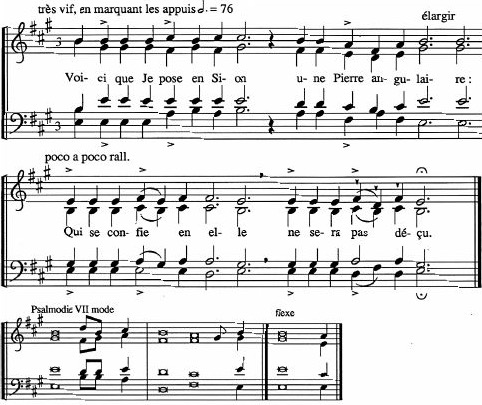 très vif, en marquant les appuis 𝅗𝅥. = 76
élargir
Voi- ci que Je pose en Si- on u- ne Pierre an- gu- lai- re :
poco a poco rall.
Qui se con- fie en el- le ne se- ra pas dé- çu.
Psalmodie VII mode
flexe